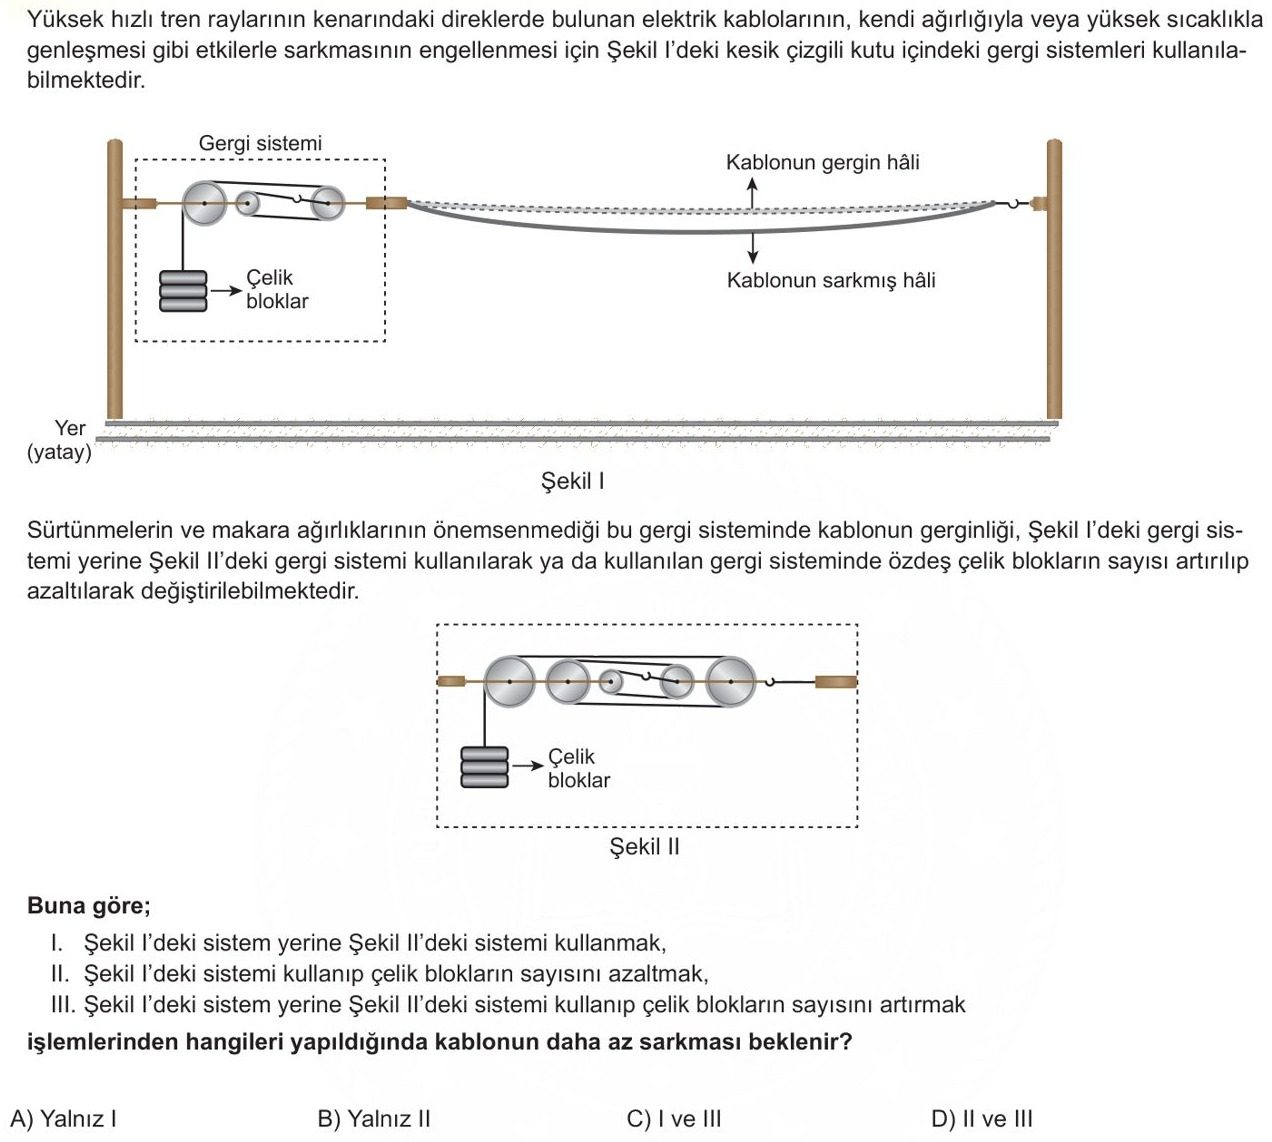 Yüksek hızlı tren raylarının kenarındaki direklerde bulunan elektrik kablolarının, kendi ağırlığıyla veya yüksek sıcaklıkla
genleşmesi gibi etkilerle sarkmasının engellenmesi için Şekil I'deki kesik çizgili kutu içindeki gergi sistemleri kullanıla-
bilmektedir.
Gergi sistemi
Kablonun gergin hâli
Çelik
bloklar
Kablonun sarkmış hâli
Yer
(yatay)
Şekil I
Sürtünmelerin ve makara ağırlıklarının önemsenmediği bu gergi sisteminde kablonun gerginliği, Şekil I'deki gergi sis-
temi yerine Şekil II'deki gergi sistemi kullanılarak ya da kullanılan gergi sisteminde özdeş çelik blokların sayısı artırılıp
azaltılarak değiştirilebilmektedir.
Çelik
bloklar
Şekil II
Buna göre;
I. Şekil I'deki sistem yerine Şekil II'deki sistemi kullanmak,
II. Şekil I'deki sistemi kullanıp çelik blokların sayısını azaltmak,
III. Şekil I'deki sistem yerine Şekil II'deki sistemi kullanıp çelik blokların sayısını artırmak
işlemlerinden hangileri yapıldığında kablonun daha az sarkması beklenir?
A) Yalnız I B) Yalnız II C) I ve III D) II ve III